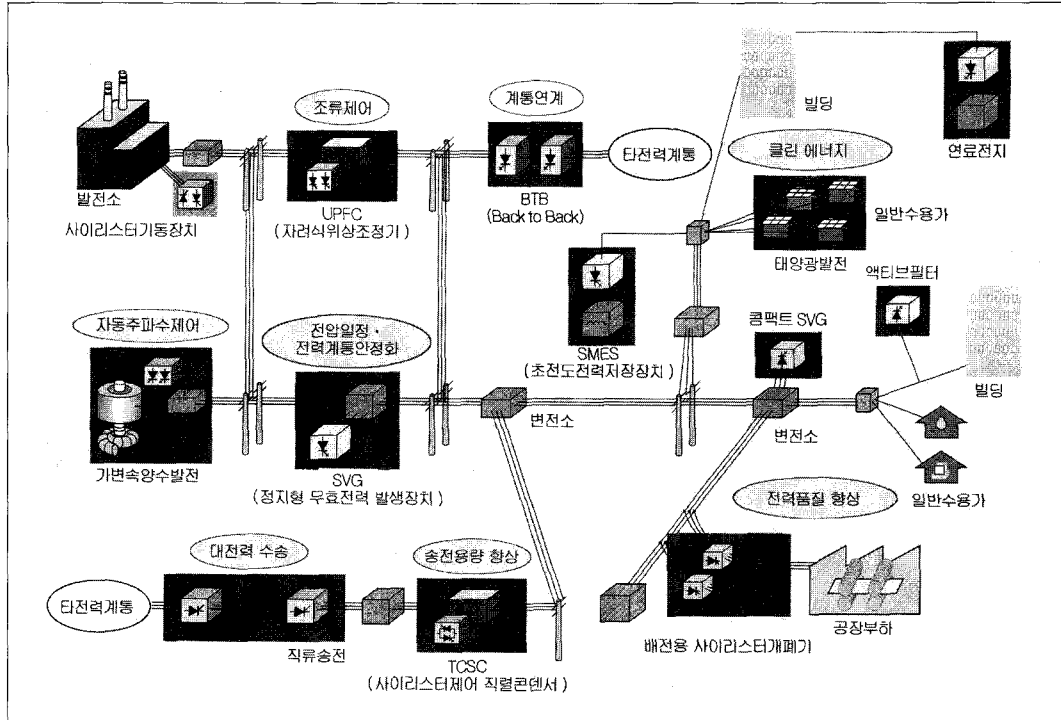 빌딩
연료전지
조류제어
계통연계
클린 에너지
타전력계통
발전소
사이리스터기동장치
UPFC
(자려식위상조정기)
BTB
(Back to Back)
일반수용가
태양광발전
액티브필터
자동주파수제어
전압일정·
전력계통안정화
SMES
(초전도전력저장장치)
콤팩트 SVG
빌딩
변전소
변전소
가변속양수발전
SVG
(정지형 무효전력 발생장치)
일반수용가
전력품질 향상
대전력 수송
송전용량 향상
타전력계통
직류송전
TCSC
(사이리스터제어 직렬콘덴서)
배전용 사이리스터개폐기
공장부하